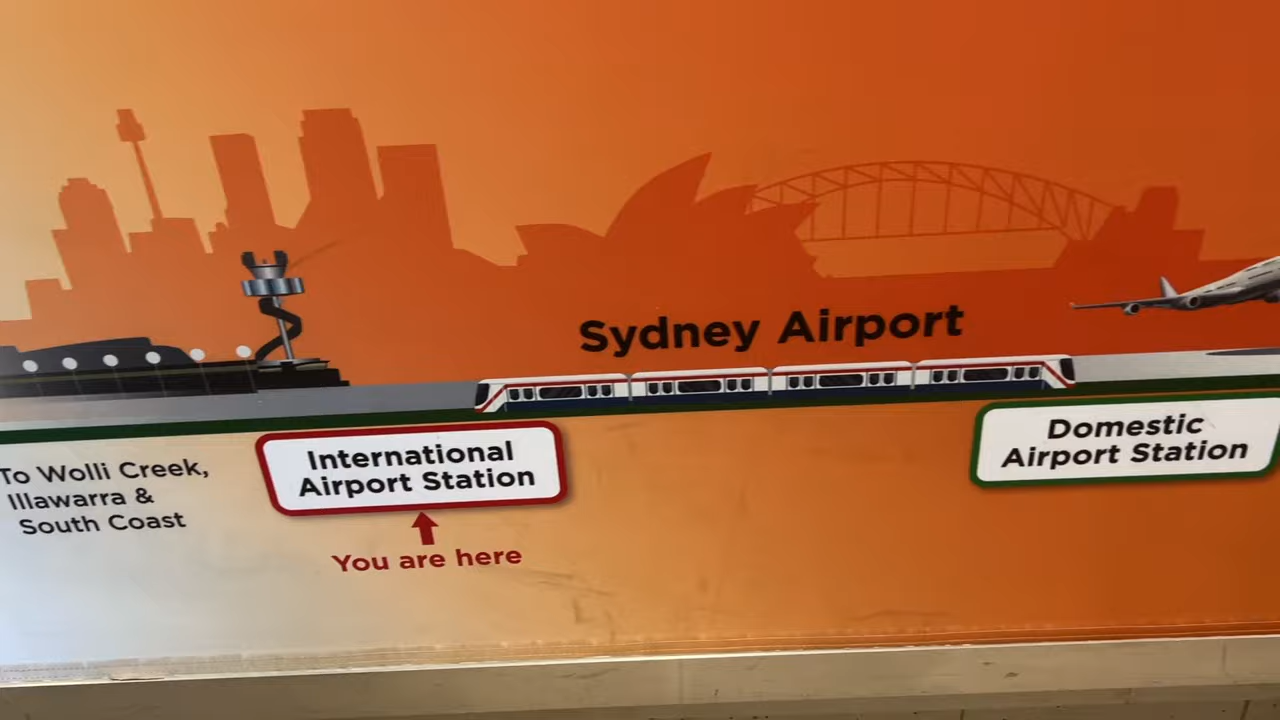 Sydney Airport
To Wolli Creek,
Illawarra &
South Coast
International
Airport Station
You are here
Domestic
Airport Station